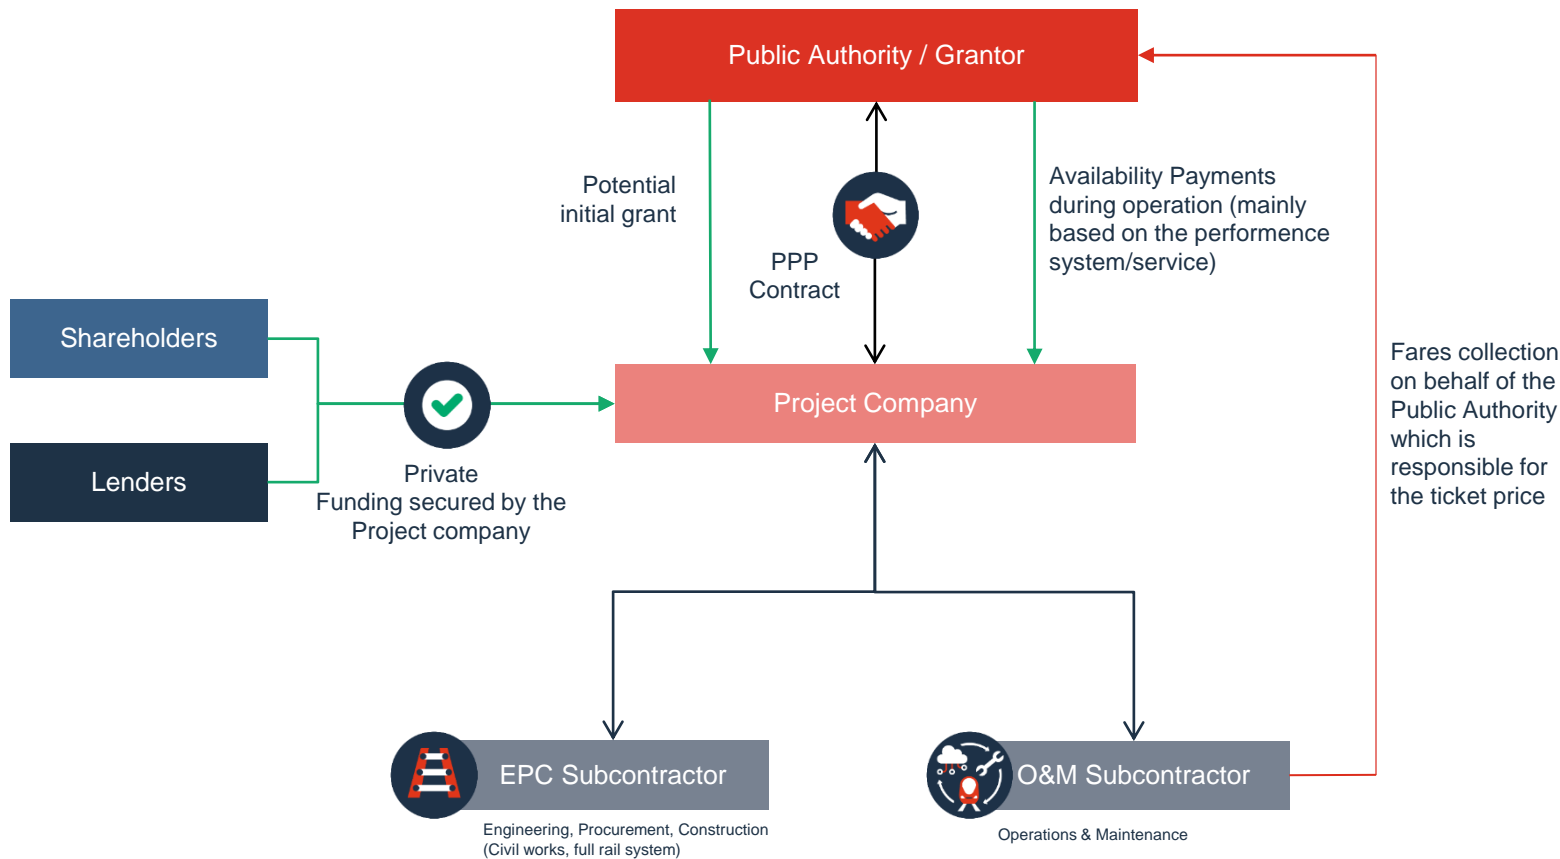 Public Authority / Grantor
Potential
initial grant
PPP
Contract
Availability Payments
during operation (mainly
based on the performence
system/service)
Shareholders
Lenders
Private
Funding secured by the
Project company
Project Company
Fares collection
on behalf of the
Public Authority
which is
responsible for
the ticket price
EPC Subcontractor
Engineering, Procurement, Construction
(Civil works, full rail system)
O&M Subcontractor
Operations & Maintenance